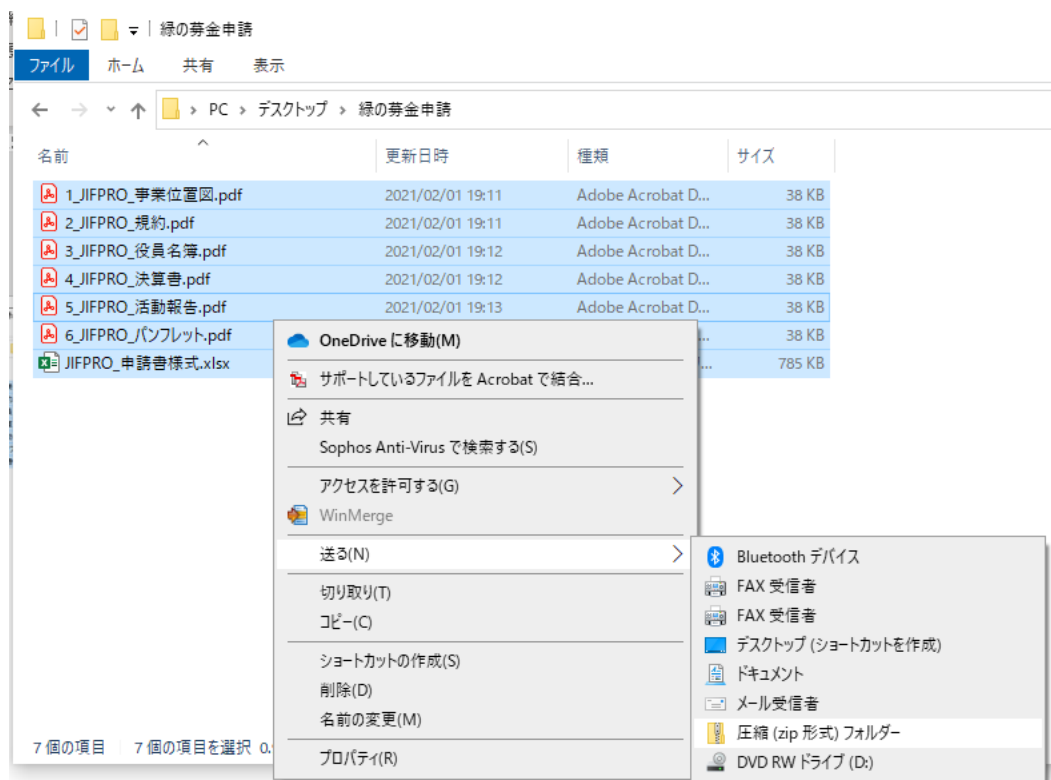 緑の募金申請
ファイル ホーム 共有 表示
PC › デスクトップ › 緑の募金申請
名前 更新日時 種類 サイズ
1_JIFPRO_事業位置図.pdf 2021/02/01 19:11 Adobe Acrobat D... 38 KB
2_JIFPRO_規約.pdf 2021/02/01 19:11 Adobe Acrobat D... 38 KB
3_JIFPRO_役員名簿.pdf 2021/02/01 19:12 Adobe Acrobat D... 38 KB
4_JIFPRO_決算書.pdf 2021/02/01 19:12 Adobe Acrobat D... 38 KB
5_JIFPRO_活動報告.pdf 2021/02/01 19:13 Adobe Acrobat D... 38 KB
6_JIFPRO_パンフレット.pdf 38 KB
JIFPRO_申請書様式.xlsx 785 KB
OneDrive に移動(M)
サポートしているファイルを Acrobat で結合...
共有
Sophos Anti-Virus で検索する(S)
アクセスを許可する(G)
WinMerge
送る(N)
切り取り(T)
コピー(C)
ショートカットの作成(S)
削除(D)
名前の変更(M)
プロパティ(R)
Bluetooth デバイス
FAX 受信者
FAX 受信者
デスクトップ (ショートカットを作成)
ドキュメント
メール受信者
圧縮 (zip 形式) フォルダー
DVD RW ドライブ (D:)
7 個の項目 7 個の項目を選択 0.